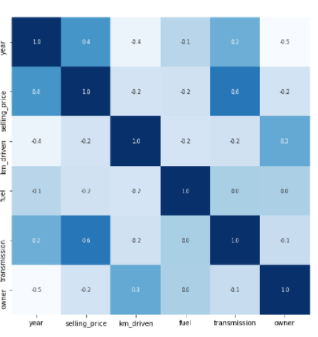 year 1.0 0.4 -0.4 -0.1 0.2 -0.5
selling_price 0.4 1.0 -0.2 -0.2 0.6 -0.2
km_driven -0.4 -0.2 1.0 -0.2 -0.2 0.3
fuel -0.1 -0.2 -0.2 1.0 0.0 0.0
transmission 0.2 0.6 -0.2 0.0 1.0 -0.1
owner -0.5 -0.2 0.3 0.0 -0.1 1.0
year selling_price km_driven fuel transmission owner